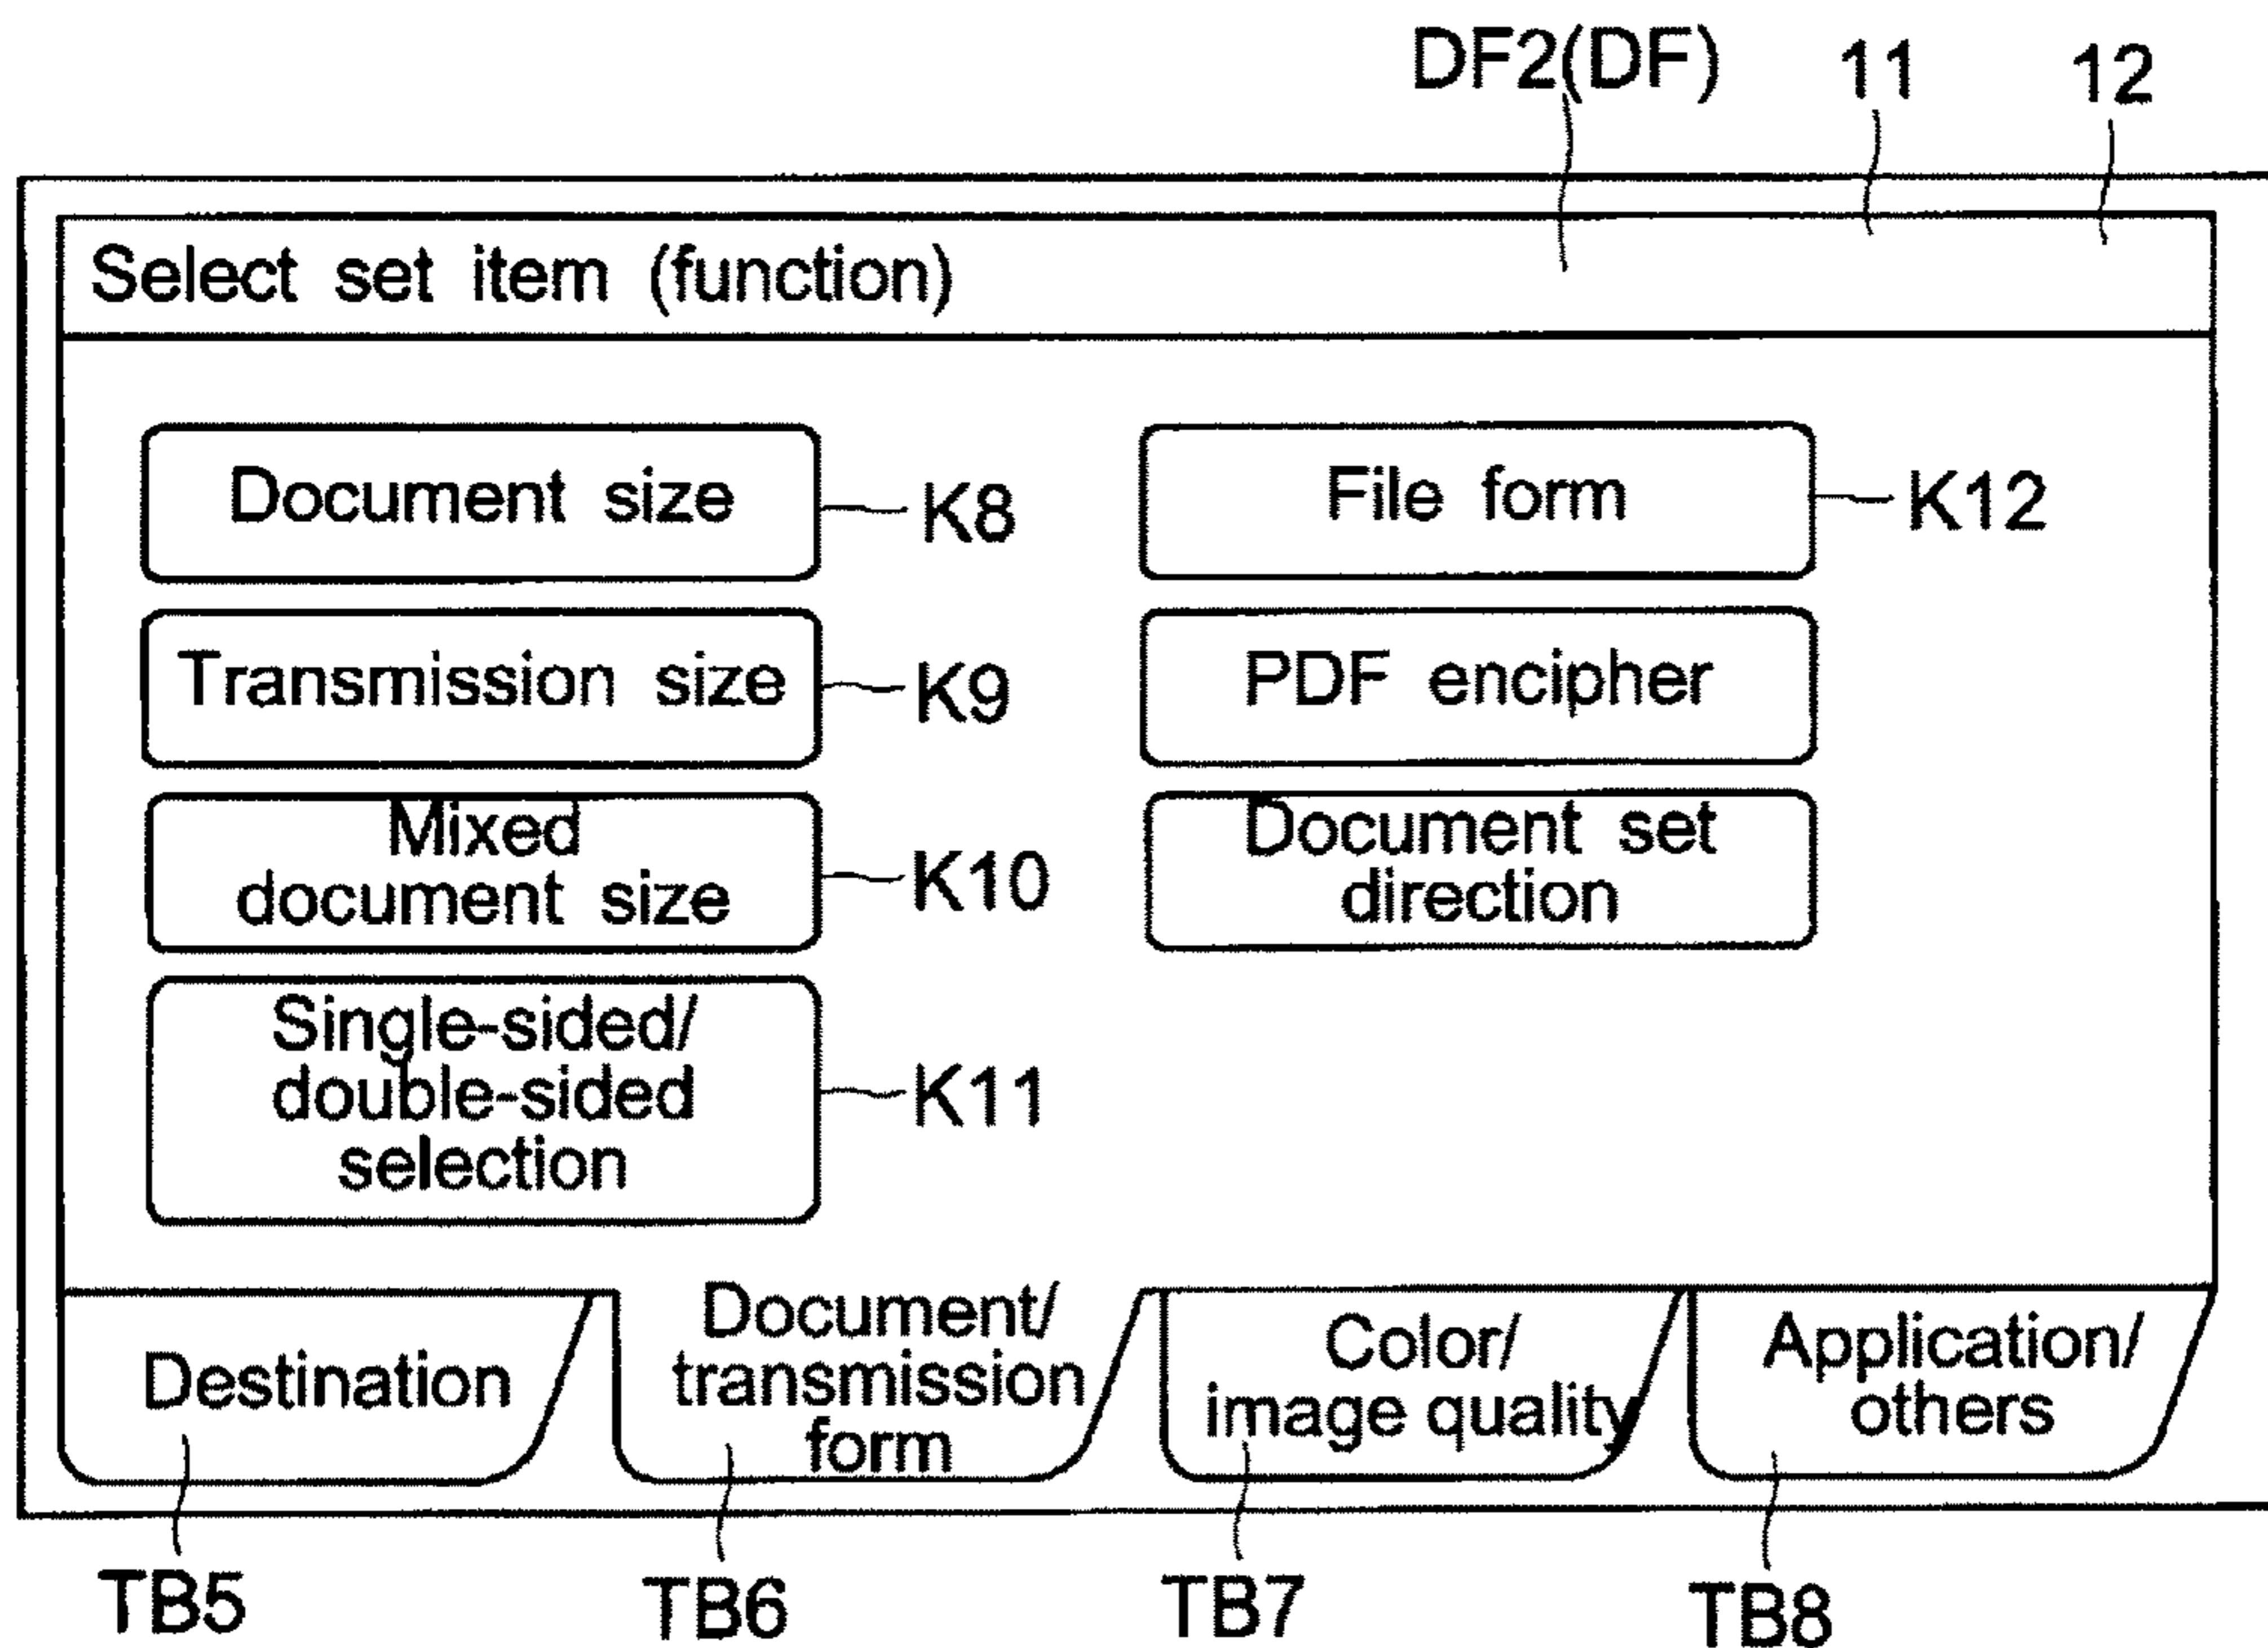 DF2(DF) 11 12
Select set item (function)
Document size K8
File form K12
Transmission size K9
PDF encipher
Mixed
document size K10
Document set
direction
Single-sided/
double-sided
selection K11
Destination
Document/
transmission
form
Color/
image quality
Application/
others
TB5 TB6 TB7 TB8